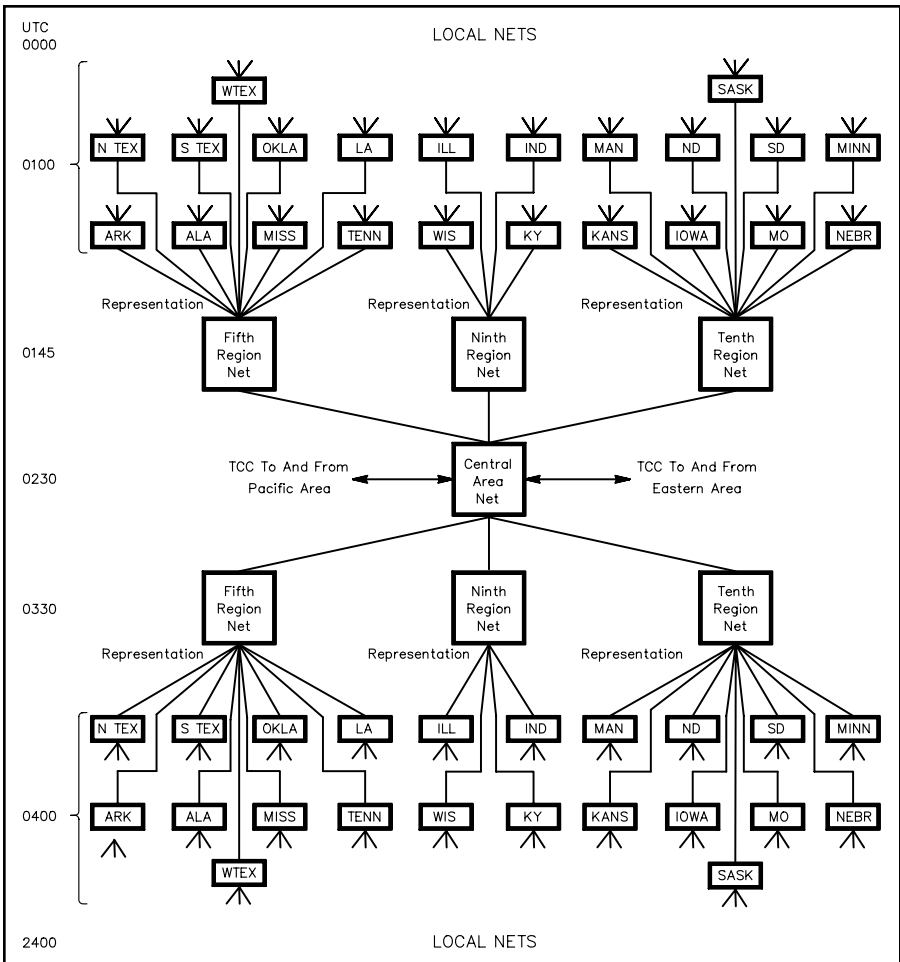 UTC
0000
LOCAL NETS
WTEX
SASK
N TEX
S TEX
OKLA
LA
ILL
IND
MAN
ND
SD
MINN
0100
ARK
ALA
MISS
TENN
WIS
KY
KANS
IOWA
MO
NEBR
Representation
Representation
Representation
0145
Fifth
Region
Net
Ninth
Region
Net
Tenth
Region
Net
0230
TCC To And From
Pacific Area
Central
Area
Net
TCC To And From
Eastern Area
0330
Fifth
Region
Net
Ninth
Region
Net
Tenth
Region
Net
Representation
Representation
Representation
N TEX
S TEX
OKLA
LA
ILL
IND
MAN
ND
SD
MINN
0400
ARK
ALA
MISS
TENN
WIS
KY
KANS
IOWA
MO
NEBR
WTEX
SASK
2400
LOCAL NETS